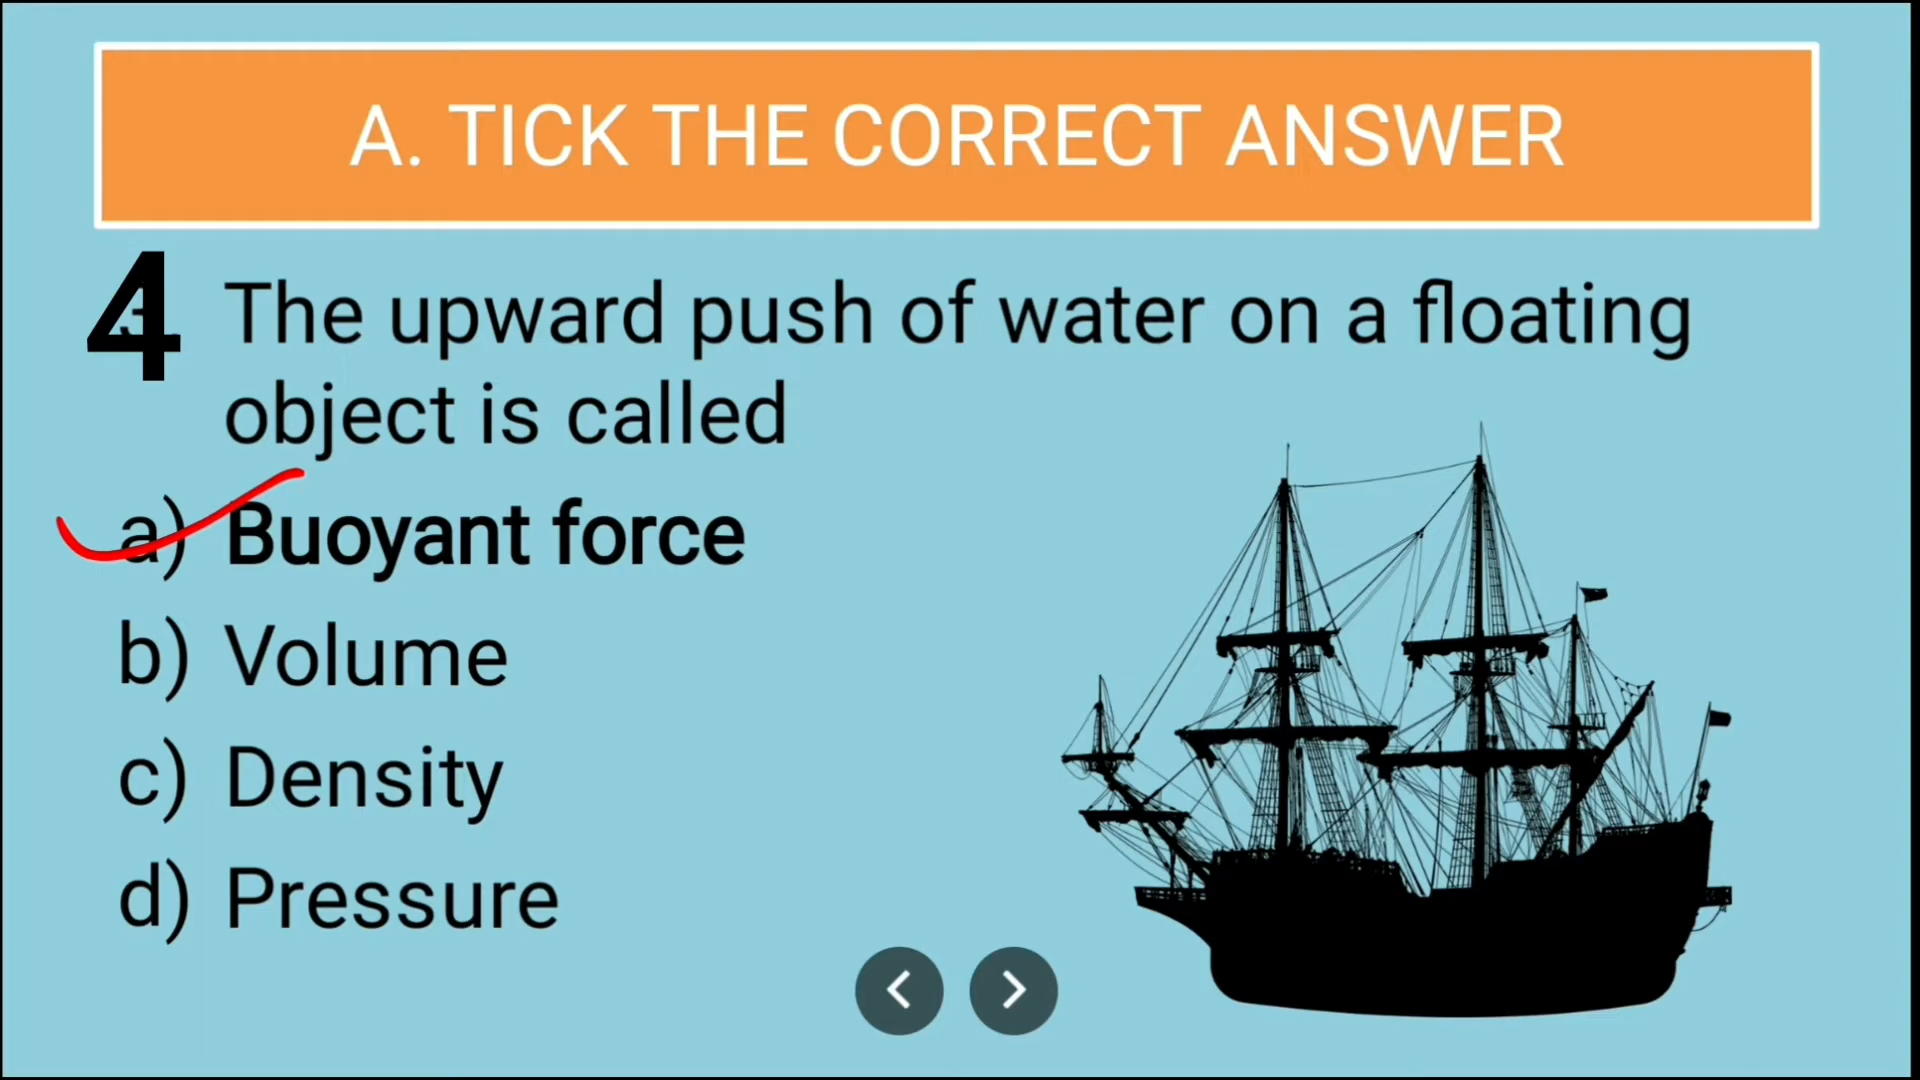 A. TICK THE CORRECT ANSWER
4 The upward push of water on a floating
object is called
a) Buoyant force
b) Volume
c) Density
d) Pressure